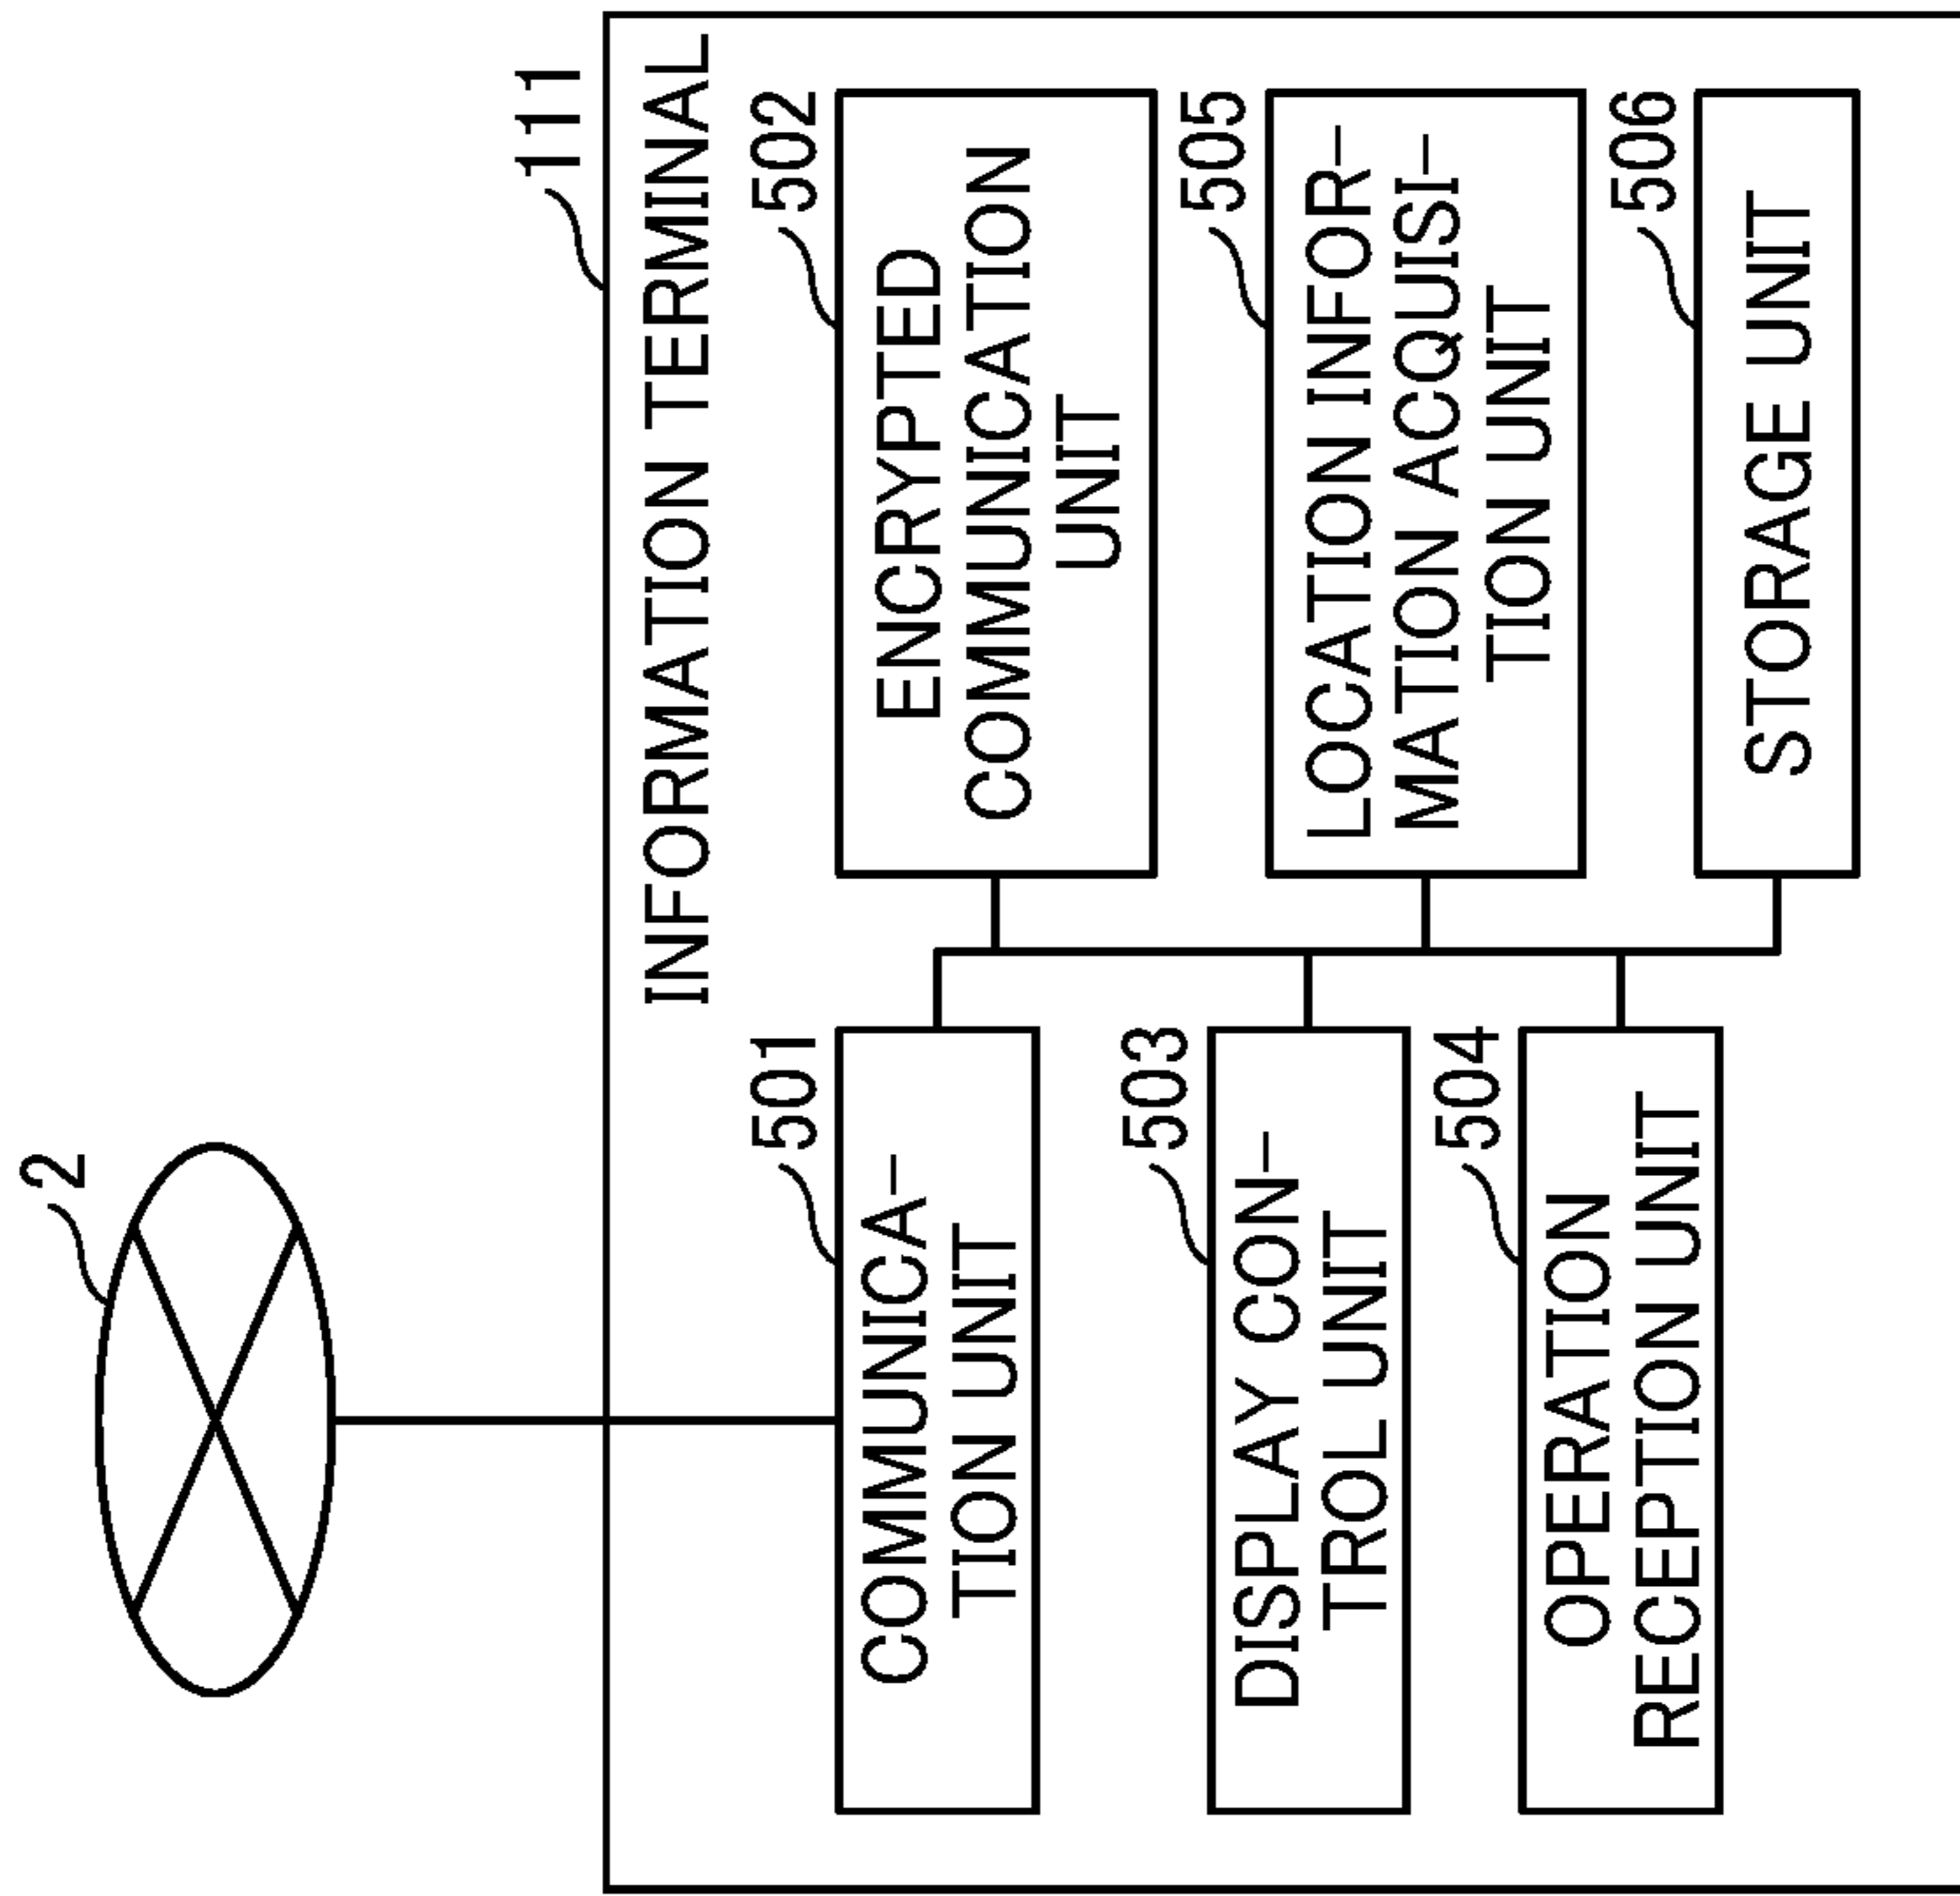 2
111
INFORMATION TERMINAL
501
COMMUNICA-
TION UNIT
502
ENCRYPTED
COMMUNICATION
UNIT
503
DISPLAY CON-
TROL UNIT
505
LOCATION INFOR-
MATION ACQUISI-
TION UNIT
504
OPERATION
RECEPTION UNIT
506
STORAGE UNIT